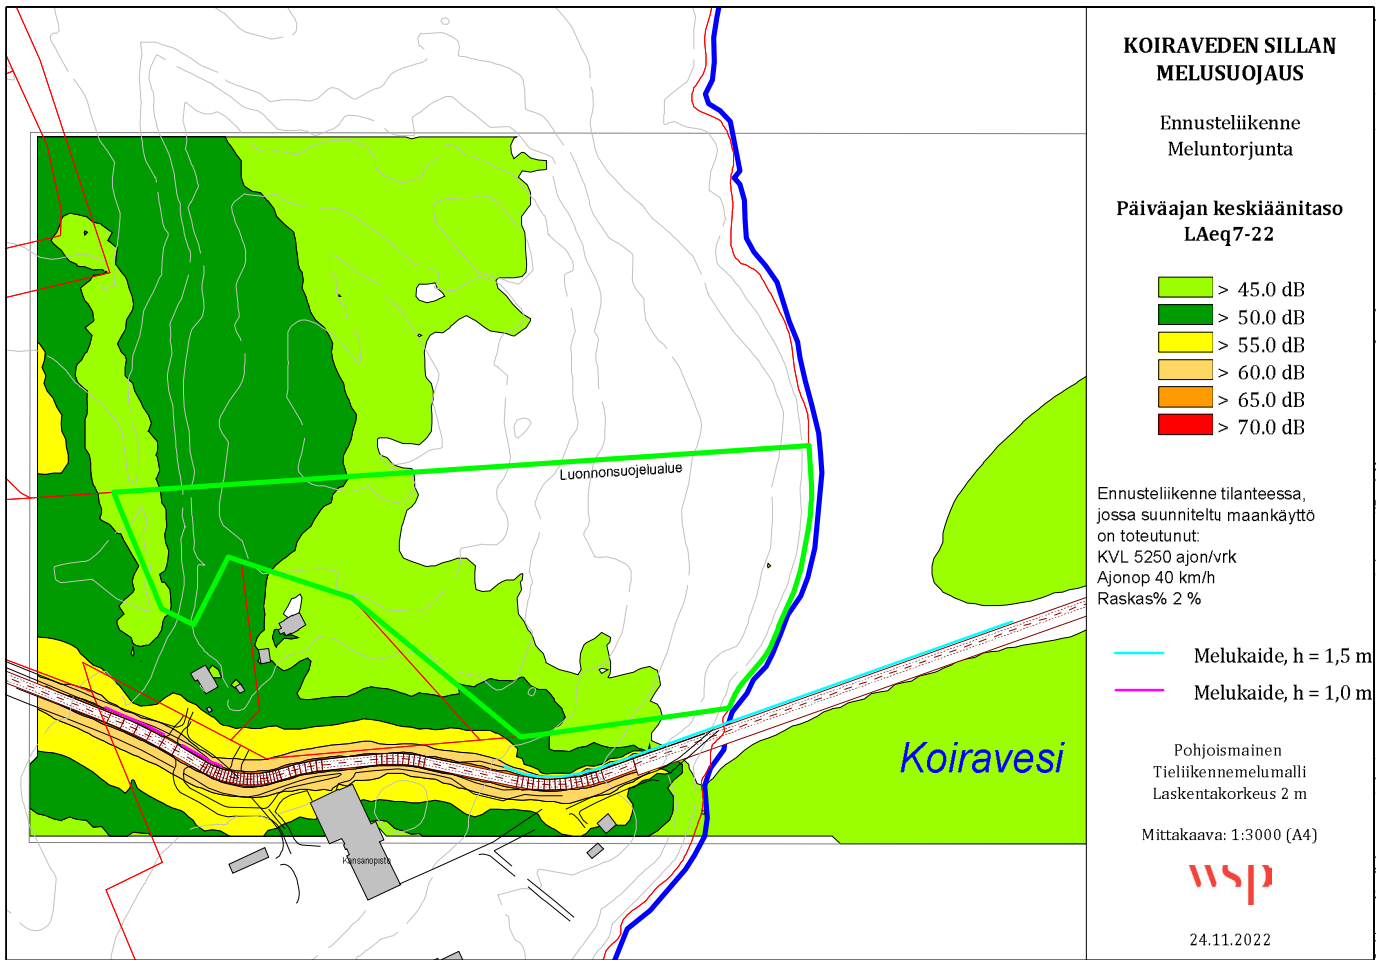 KOIRAVEDEN SILLAN
MELUSUOJAUS
Ennusteliikenne
Meluntorjunta
Päiväajan keskiäänitaso
LAeq7-22
> 45.0 dB
> 50.0 dB
> 55.0 dB
> 60.0 dB
> 65.0 dB
> 70.0 dB
Ennusteliikenne tilanteessa,
jossa suunniteltu maankäyttö
on toteutunut:
KVL 5250 ajon/vrk
Ajonop 40 km/h
Raskas% 2 %
Melukaide, h = 1,5 m
Melukaide, h = 1,0 m
Pohjoismainen
Tieliikennemelumalli
Laskentakorkeus 2 m
Mittakaava: 1:3000 (A4)
wsp
24.11.2022
Luonnonsuojelualue
Koiravesi
Kansanopisto